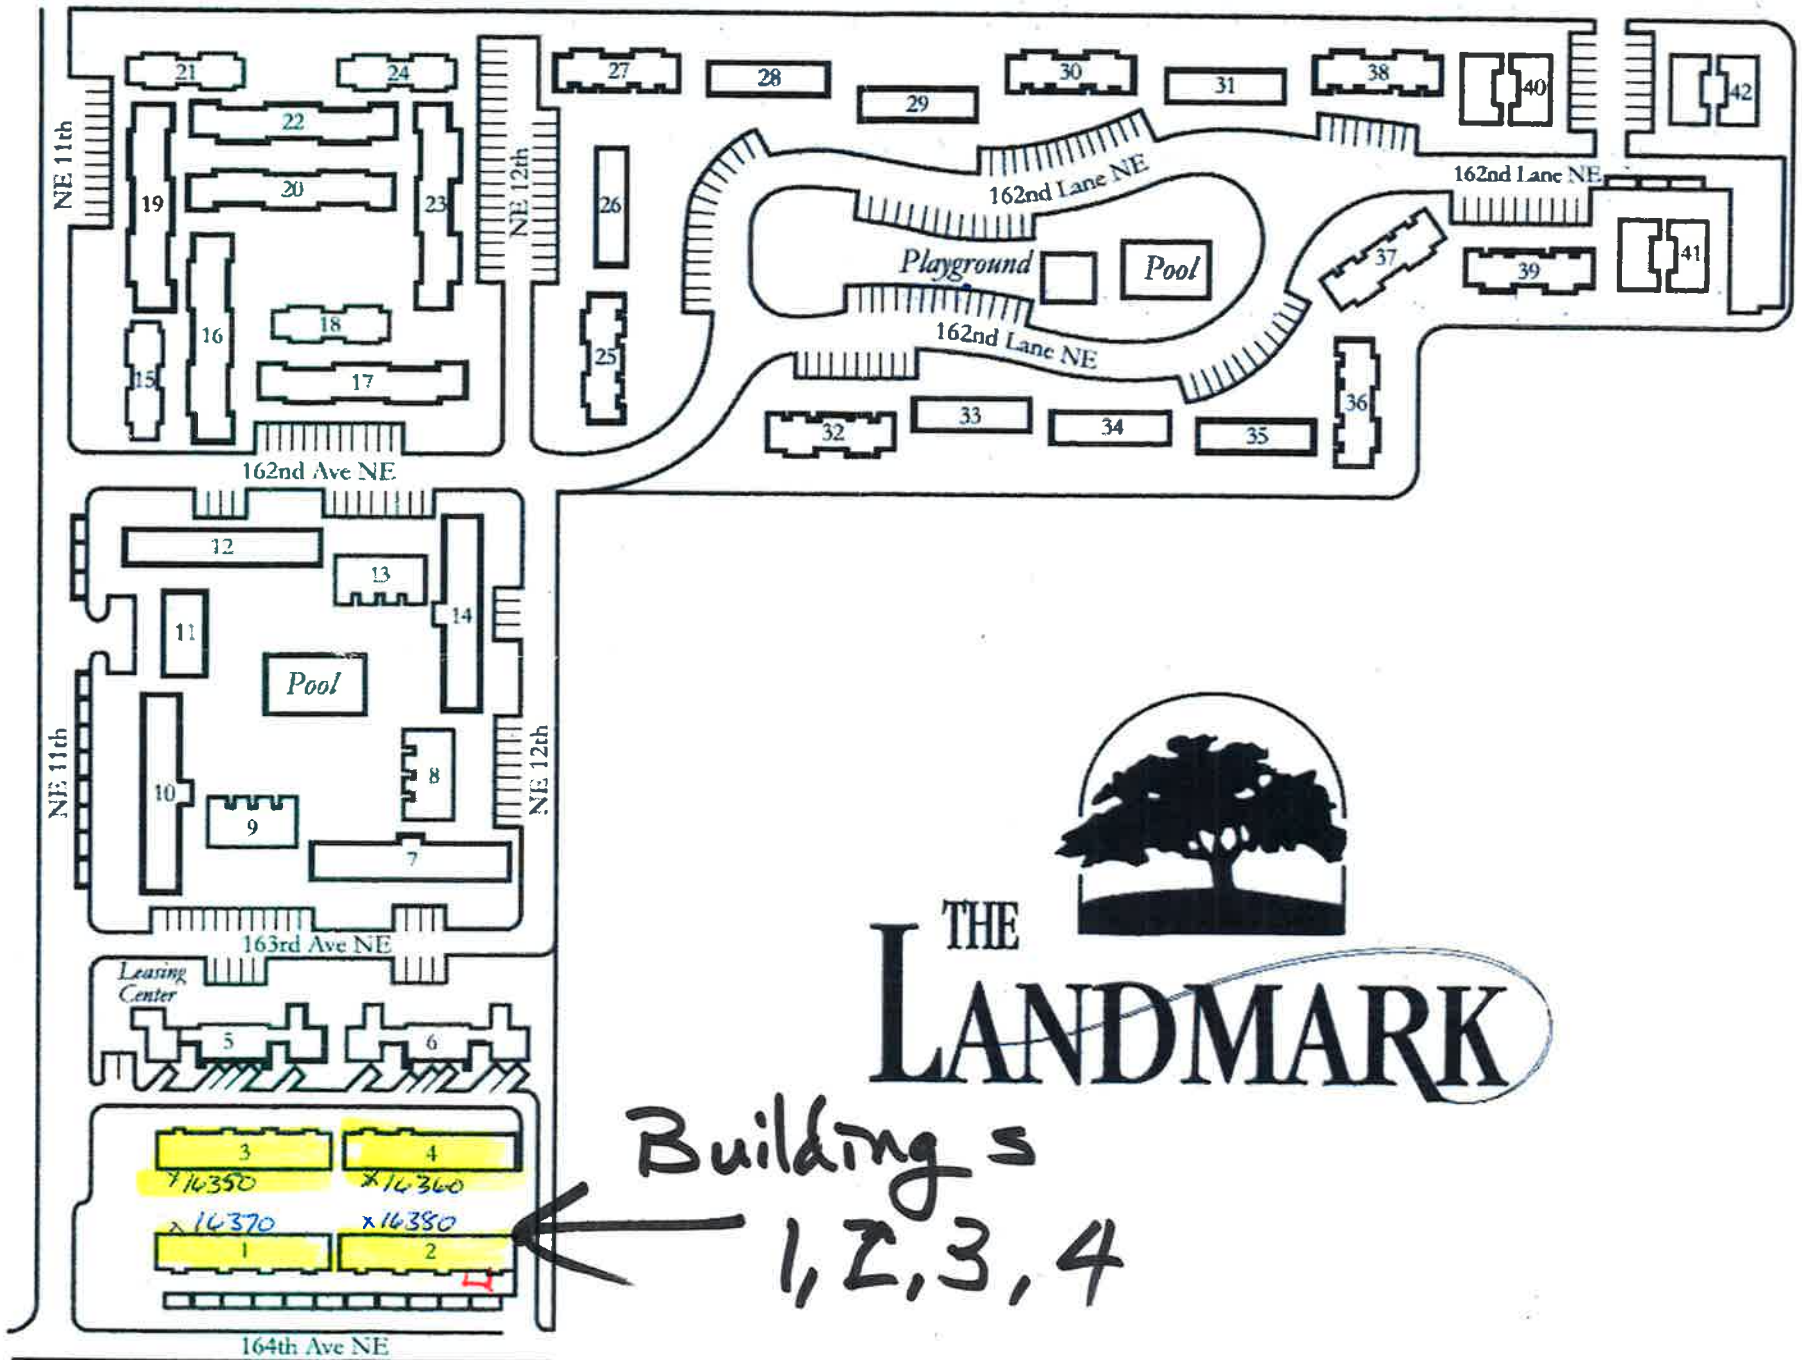 21
24
27
28
29
30
31
38
40
42
NE 11th
19
22
20
23
NE 12th
26
162nd Lane NE
162nd Lane NE
Playground
Pool
37
39
41
16
18
15
17
25
162nd Lane NE
32
33
34
35
36
162nd Ave NE
12
13
14
11
Pool
NE 11th
10
9
8
7
NE 12th
163rd Ave NE
Leasing
Center
5
6
THE
LANDMARK
3
4
x16350
x16360
x16370
x16380
1
2
Buildings
1, 2, 3, 4
164th Ave NE